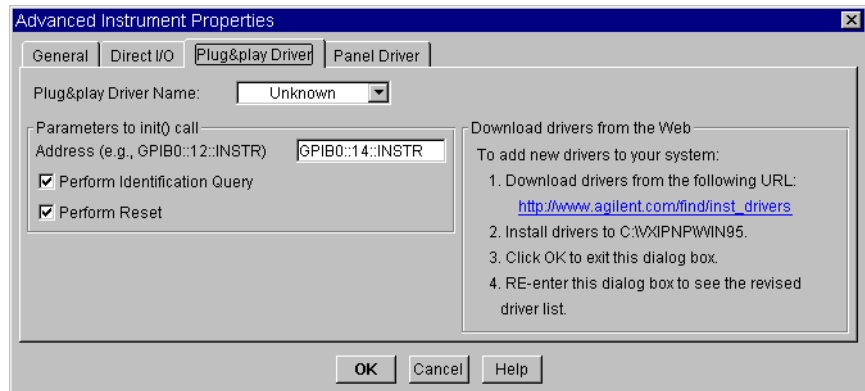 Advanced Instrument Properties
General
Direct I/O
Plug&play Driver
Panel Driver
Plug&play Driver Name:
Unknown
Parameters to init() call
Address (e.g., GPIB0::12::INSTR)
GPIB0::14::INSTR
Perform Identification Query
Perform Reset
Download drivers from the Web
To add new drivers to your system:
1. Download drivers from the following URL:
http://www.agilent.com/find/inst_drivers
2. Install drivers to C:\VXIPNP\WIN95.
3. Click OK to exit this dialog box.
4. RE-enter this dialog box to see the revised
driver list.
OK
Cancel
Help